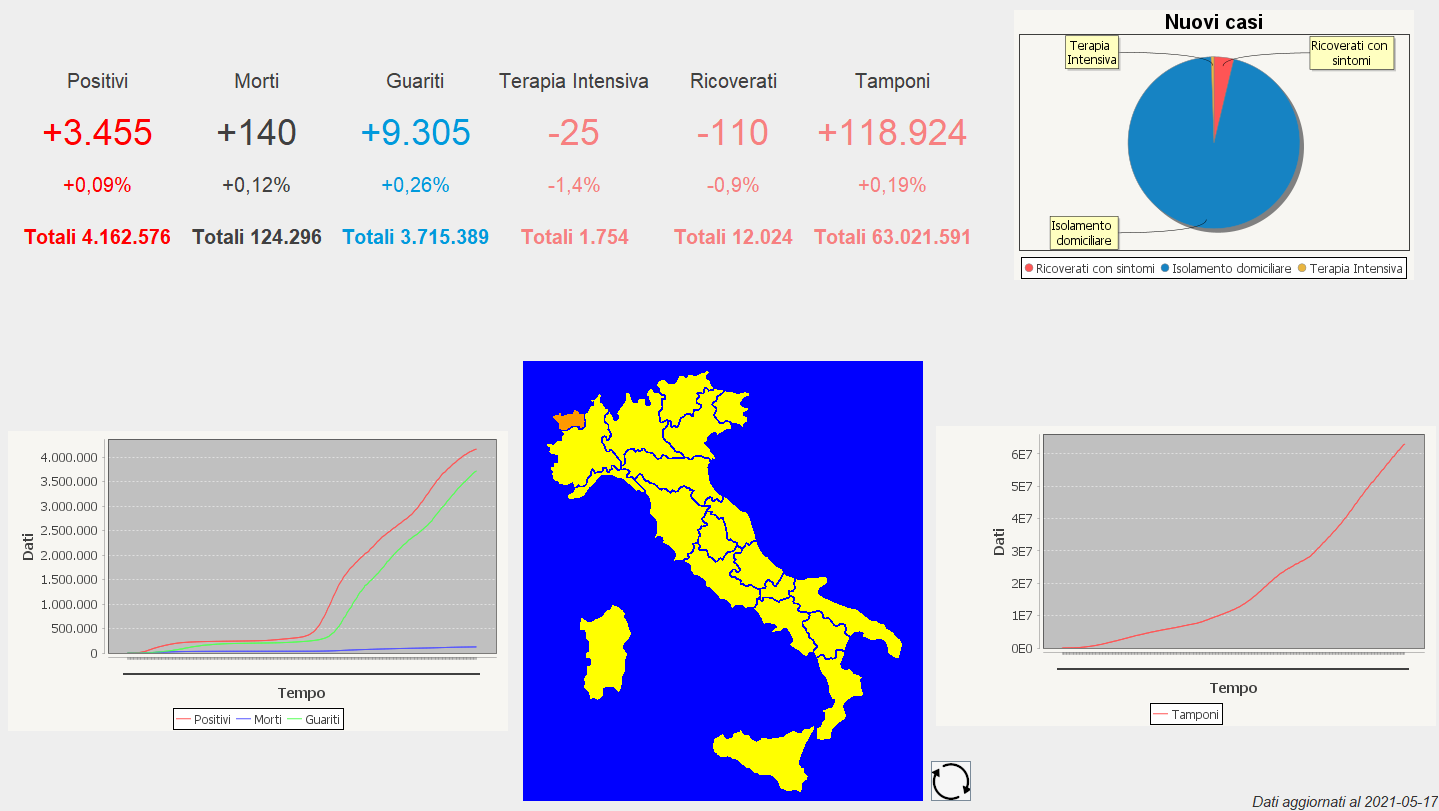 Positivi
Morti
Guariti
Terapia Intensiva
Ricoverati
Tamponi
+3.455
+140
+9.305
-25
-110
+118.924
+0,09%
+0,12%
+0,26%
-1,4%
-0,9%
+0,19%
Totali 4.162.576
Totali 124.296
Totali 3.715.389
Totali 1.754
Totali 12.024
Totali 63.021.591
Nuovi casi
Terapia
Intensiva
Ricoverati con
sintomi
Isolamento
domiciliare
Ricoverati con sintomi
Isolamento domiciliare
Terapia Intensiva
Dati
4.000.000
3.500.000
3.000.000
2.500.000
2.000.000
1.500.000
1.000.000
500.000
0
Tempo
Positivi
Morti
Guariti
Dati
6E7
5E7
4E7
3E7
2E7
1E7
0E0
Tempo
Tamponi
Dati aggiornati al 2021-05-17